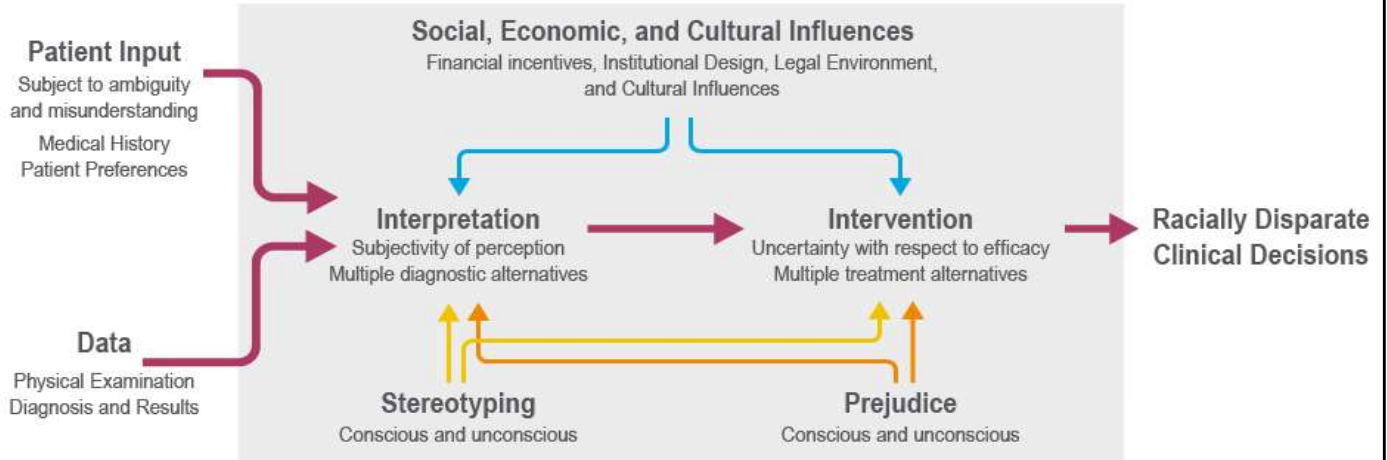 Patient Input
Subject to ambiguity
and misunderstanding
Medical History
Patient Preferences
Data
Physical Examination
Diagnosis and Results
Social, Economic, and Cultural Influences
Financial incentives, Institutional Design, Legal Environment,
and Cultural Influences
Interpretation
Subjectivity of perception
Multiple diagnostic alternatives
Intervention
Uncertainty with respect to efficacy
Multiple treatment alternatives
Stereotyping
Conscious and unconscious
Prejudice
Conscious and unconscious
Racially Disparate
Clinical Decisions